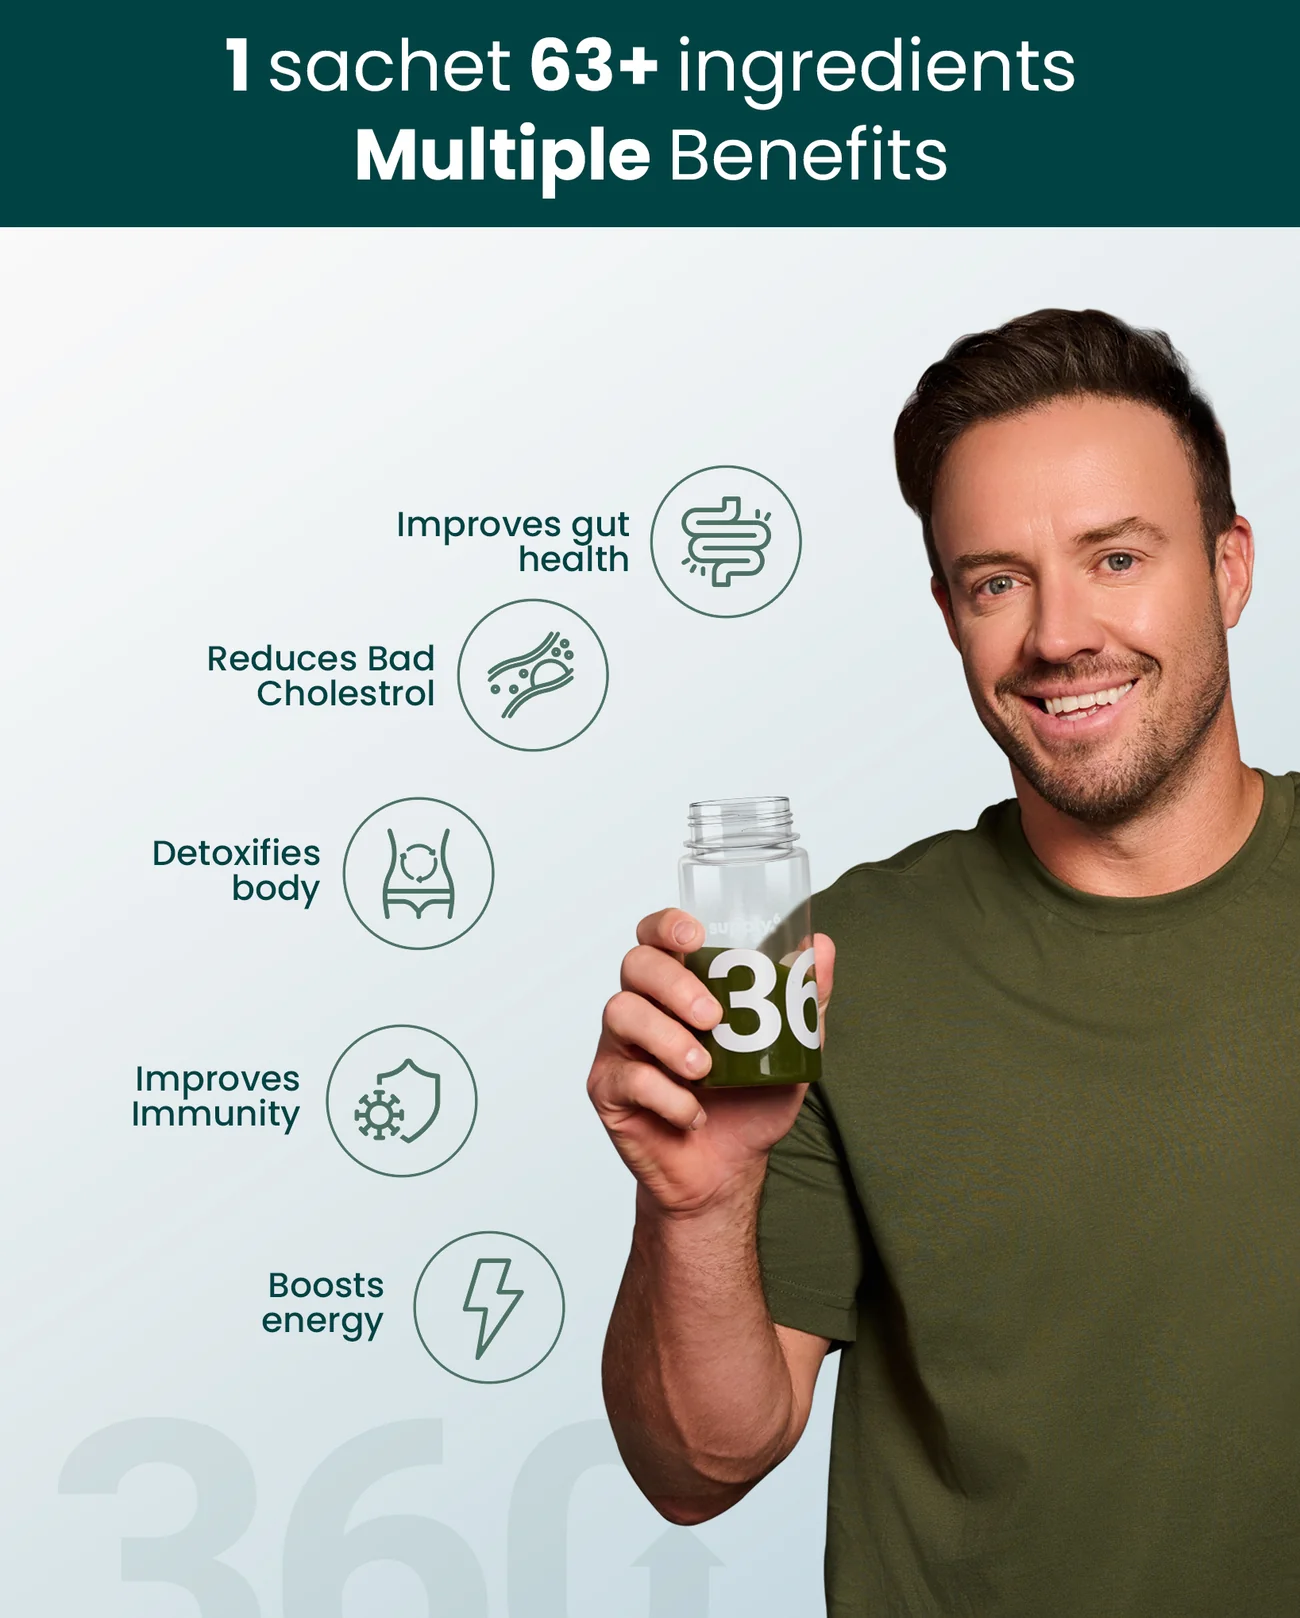 1 sachet 63+ ingredients
Multiple Benefits
Improves gut
health
Reduces Bad
Cholestrol
Detoxifies
body
supply6
36
Improves
Immunity
Boosts
energy
360